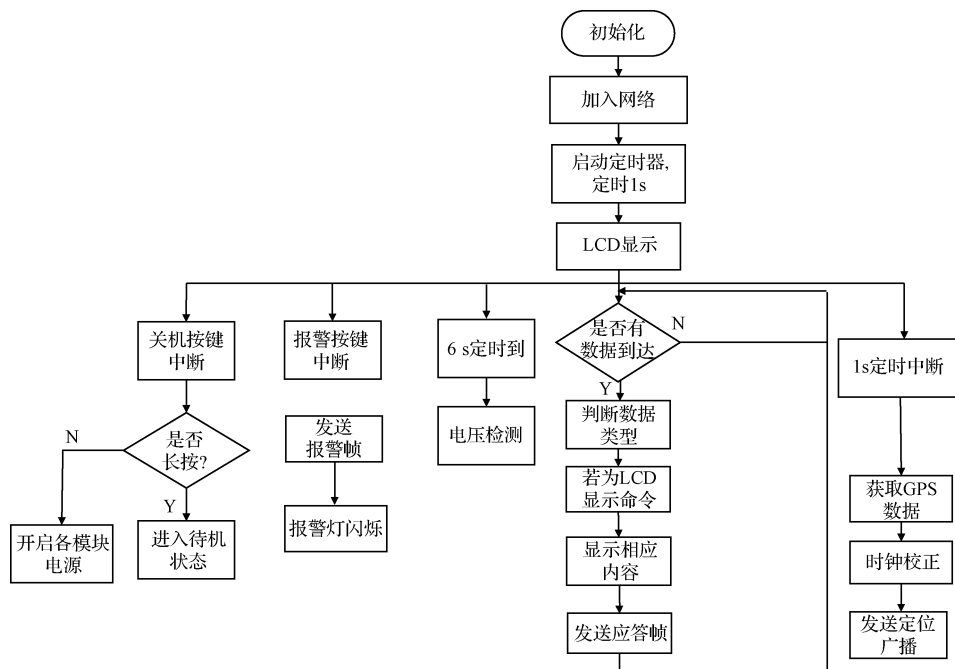 初始化
加入网络
启动定时器,
定时1s
LCD显示
关机按键
中断
报警按键
中断
6 s定时到
是否有
数据到达
N
1s定时中断
Y
是否
长按?
N
Y
发送
报警帧
电压检测
判断数据
类型
若为LCD
显示命令
获取GPS
数据
开启各模块
电源
进入待机
状态
报警灯闪烁
显示相应
内容
时钟校正
发送应答帧
发送定位
广播